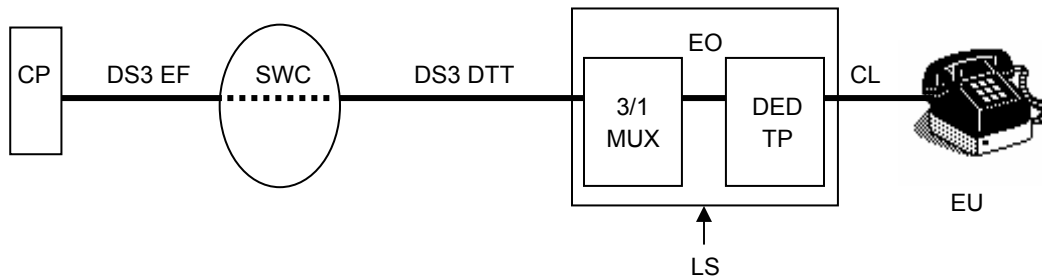 EO
CP
DS3 EF
SWC
DS3 DTT
CL
3/1
MUX
DED
TP
EU
LS